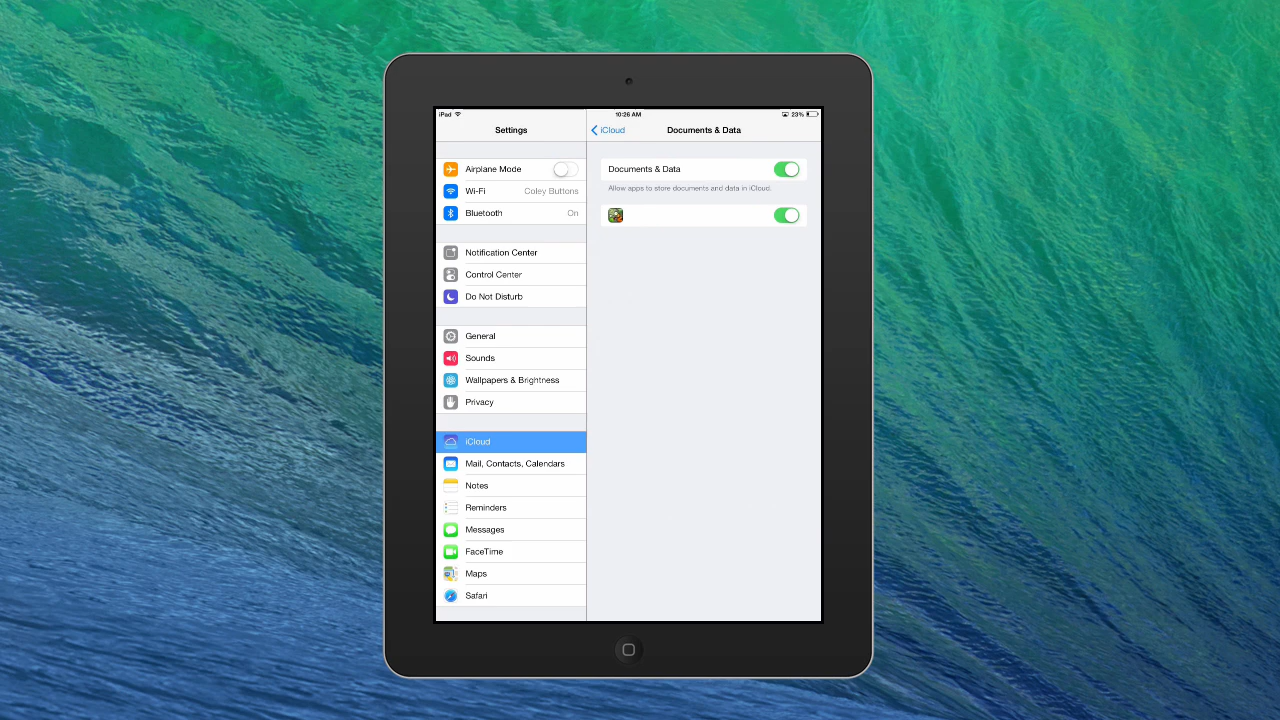 iPad
10:26 AM
23%
Settings
iCloud
Documents & Data
Airplane Mode
Wi-Fi
Coley Buttons
Bluetooth
On
Notification Center
Control Center
Do Not Disturb
General
Sounds
Wallpapers & Brightness
Privacy
iCloud
Mail, Contacts, Calendars
Notes
Reminders
Messages
FaceTime
Maps
Safari
Documents & Data
Allow apps to store documents and data in iCloud.